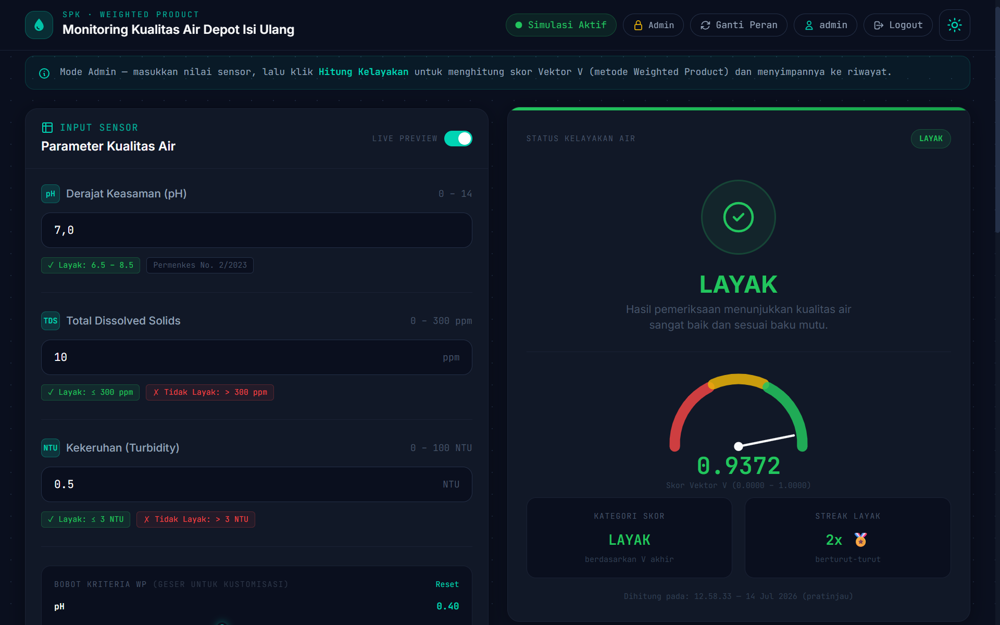 SPK · WEIGHTED PRODUCT
Monitoring Kualitas Air Depot Isi Ulang
Simulasi Aktif
Admin
Ganti Peran
admin
Logout
Mode Admin — masukkan nilai sensor, lalu klik Hitung Kelayakan untuk menghitung skor Vektor V (metode Weighted Product) dan menyimpannya ke riwayat.
INPUT SENSOR
Parameter Kualitas Air
LIVE PREVIEW
pH Derajat Keasaman (pH) 0 – 14
7,0
✓ Layak: 6.5 – 8.5 Permenkes No. 2/2023
TDS Total Dissolved Solids 0 – 300 ppm
10 ppm
✓ Layak: ≤ 300 ppm ✗ Tidak Layak: > 300 ppm
NTU Kekeruhan (Turbidity) 0 – 100 NTU
0.5 NTU
✓ Layak: ≤ 3 NTU ✗ Tidak Layak: > 3 NTU
BOBOT KRITERIA WP (GESER UNTUK KUSTOMISASI) Reset
pH 0.40
STATUS KELAYAKAN AIR LAYAK
LAYAK
Hasil pemeriksaan menunjukkan kualitas air
sangat baik dan sesuai baku mutu.
0.9372
Skor Vektor V (0.0000 – 1.0000)
KATEGORI SKOR
LAYAK
berdasarkan V akhir
STREAK LAYAK
2x 🏅
berturut-turut
Dihitung pada: 12.58.33 — 14 Jul 2026 (pratinjau)